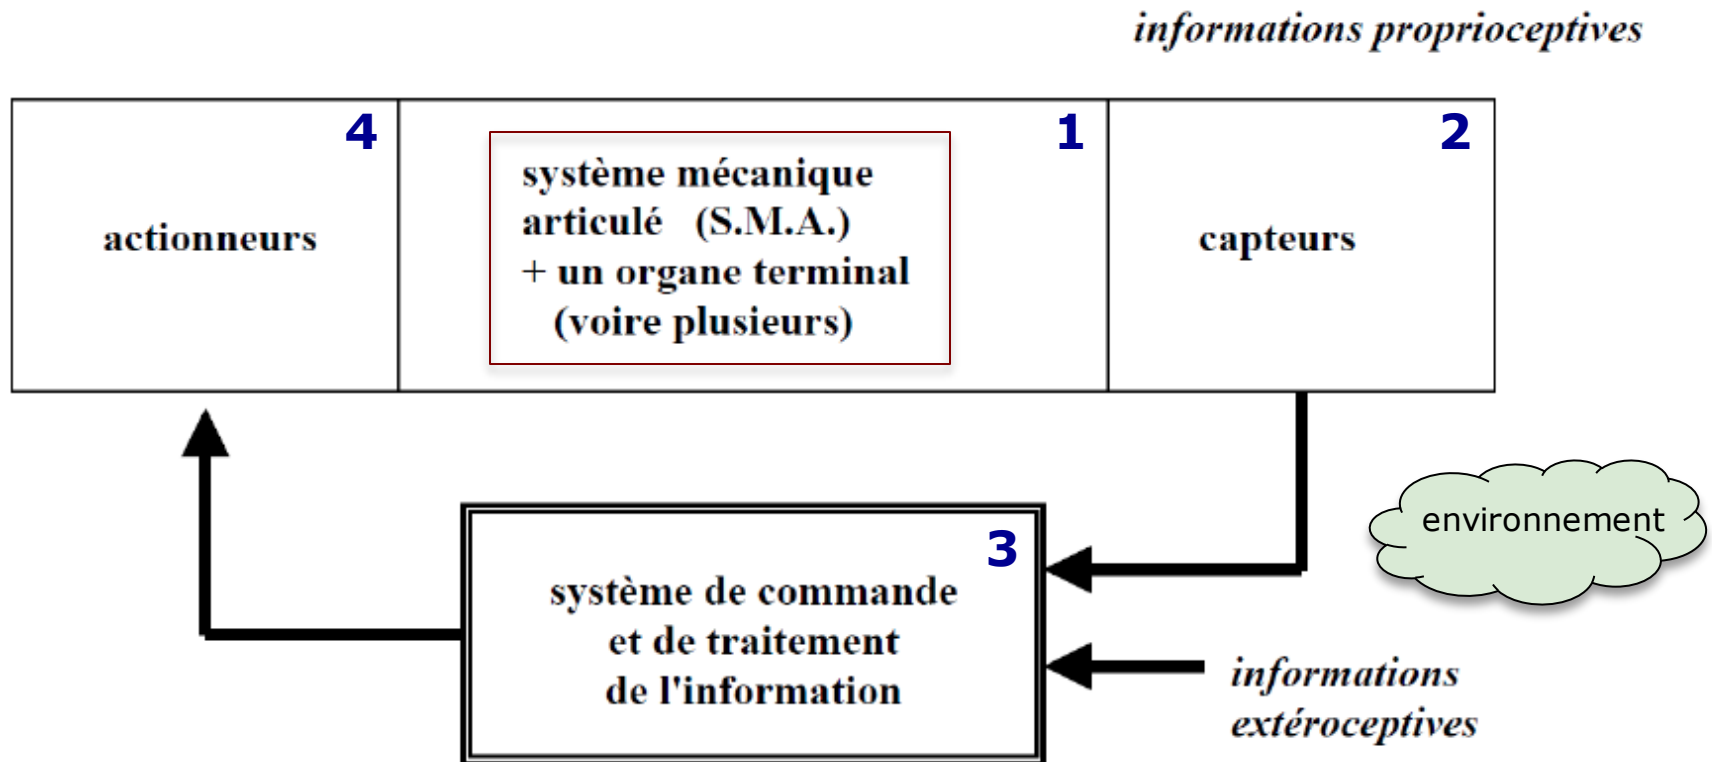 informations proprioceptives
4
1
2
système mécanique
articulé (S.M.A.)
+ un organe terminal
(voire plusieurs)
actionneurs
capteurs
environnement
3
système de commande
et de traitement
de l'information
informations
extéroceptives